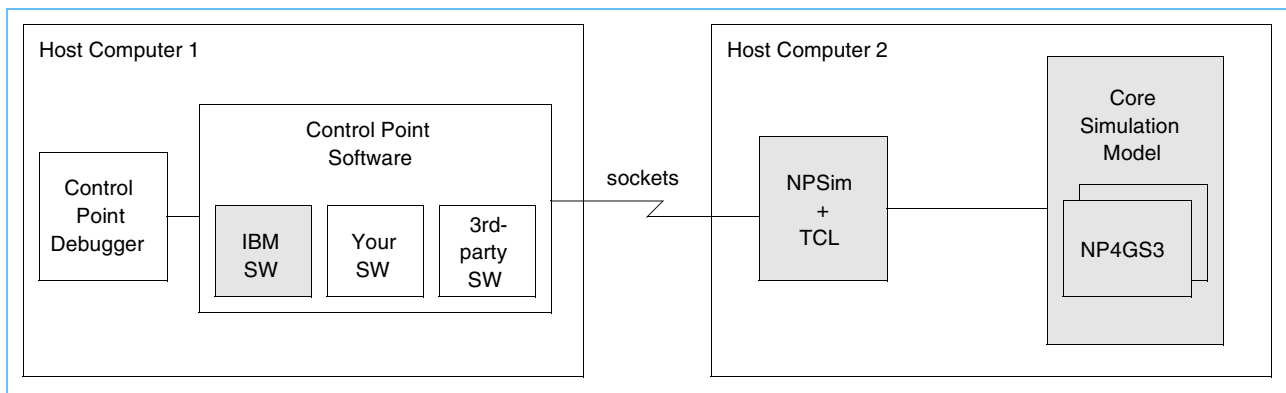 Host Computer 1
Control Point
Software
Control
Point
Debugger
IBM
SW
Your
SW
3rd-
party
SW
sockets
Host Computer 2
NPSim
+
TCL
Core
Simulation
Model
NP4GS3